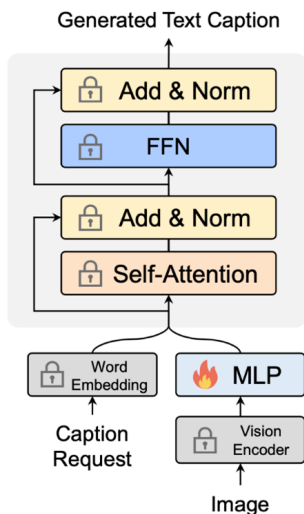 Generated Text Caption
Add & Norm
FFN
Add & Norm
Self-Attention
Word
Embedding
MLP
Caption
Request
Vision
Encoder
Image